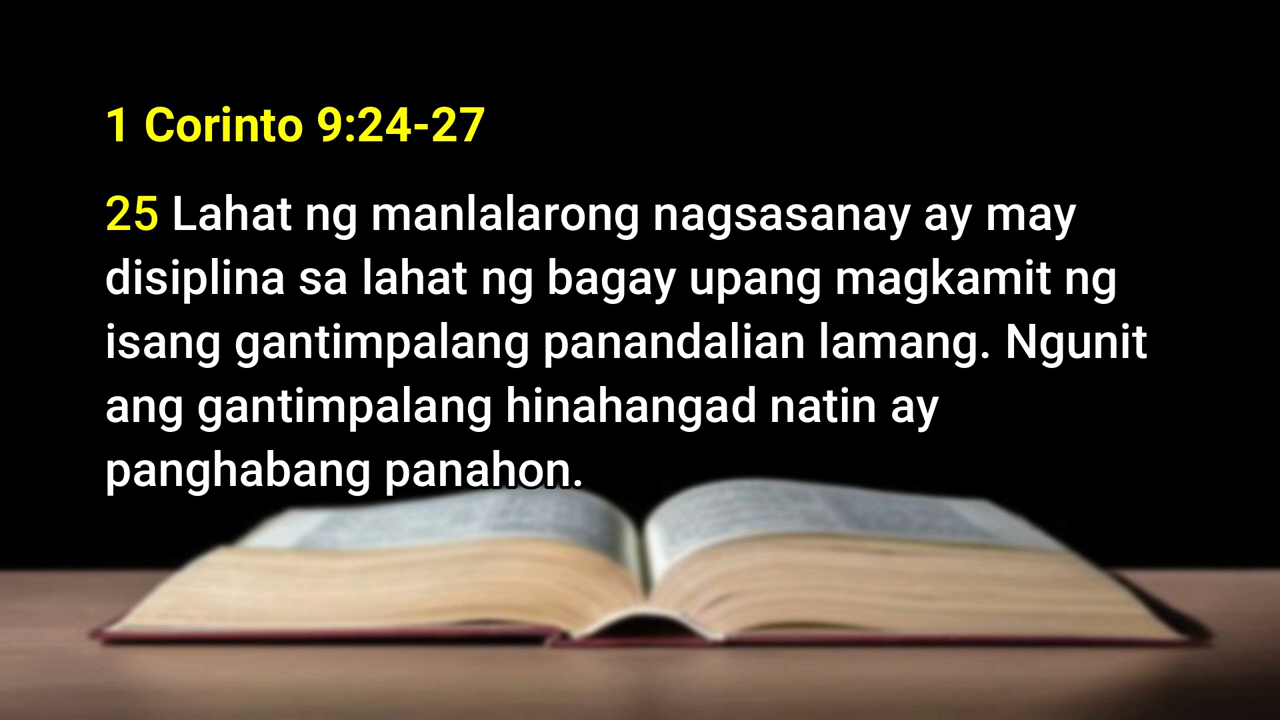 1 Corinto 9:24-27
25 Lahat ng manlalarong nagsasanay ay may
disiplina sa lahat ng bagay upang magkamit ng
isang gantimpalang panandalian lamang. Ngunit
ang gantimpalang hinahangad natin ay
panghabang panahon.